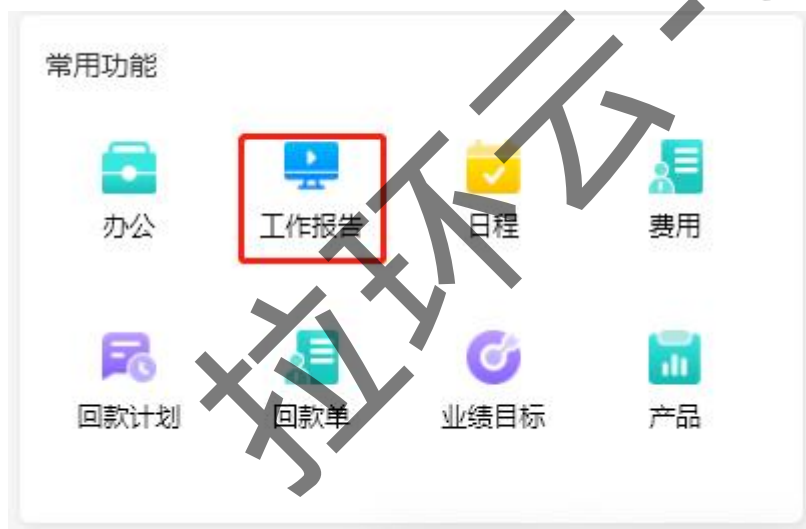 常用功能
办公 工作报告 日程 费用
回款计划 回款单 业绩目标 产品
拉环云